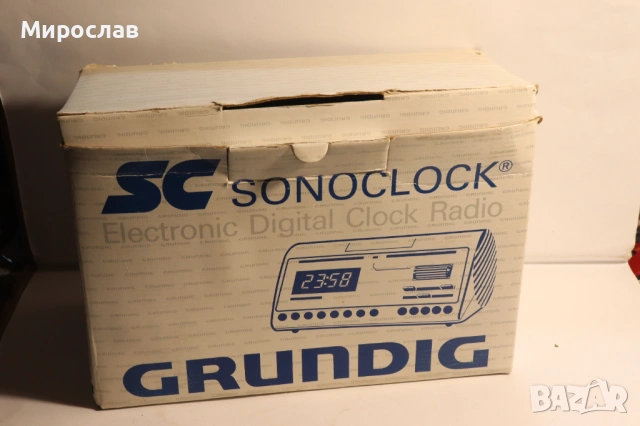 Мирослав
SC SONOCLOCK®
Electronic Digital Clock Radio
23:58
GRUNDIG
BAZAR